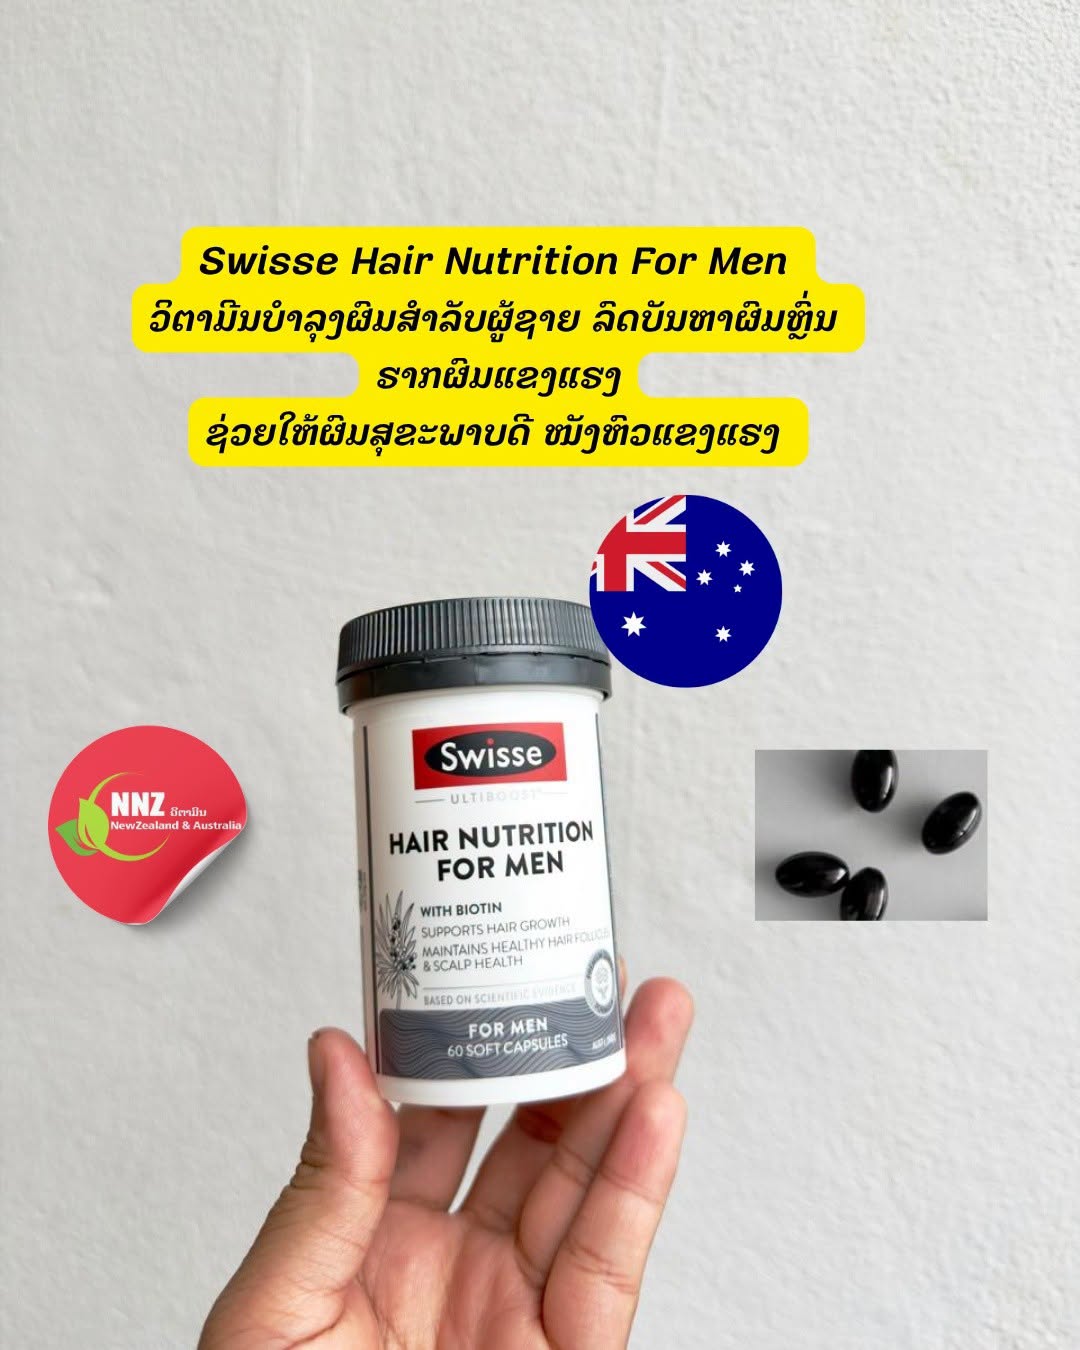 Swisse Hair Nutrition For Men
ວິຕາມີນບຳລຸງຜົມສຳລັບຜູ້ຊາຍ ລົດບັນຫາຜົມຫຼົ່ນ
ຮາກຜົມແຂງແຮງ
ຊ່ວຍໃຫ້ຜົມສຸຂະພາບດີ ໜັງຫົວແຂງແຮງ
NNZ ວິຕາມິນ
NewZealand & Australia
Swisse
ULTIBOOST
HAIR NUTRITION
FOR MEN
WITH BIOTIN
SUPPORTS HAIR GROWTH
MAINTAINS HEALTHY HAIR FOLLICLES
& SCALP HEALTH
BASED ON SCIENTIFIC EVIDENCE
FOR MEN
60 SOFT CAPSULES